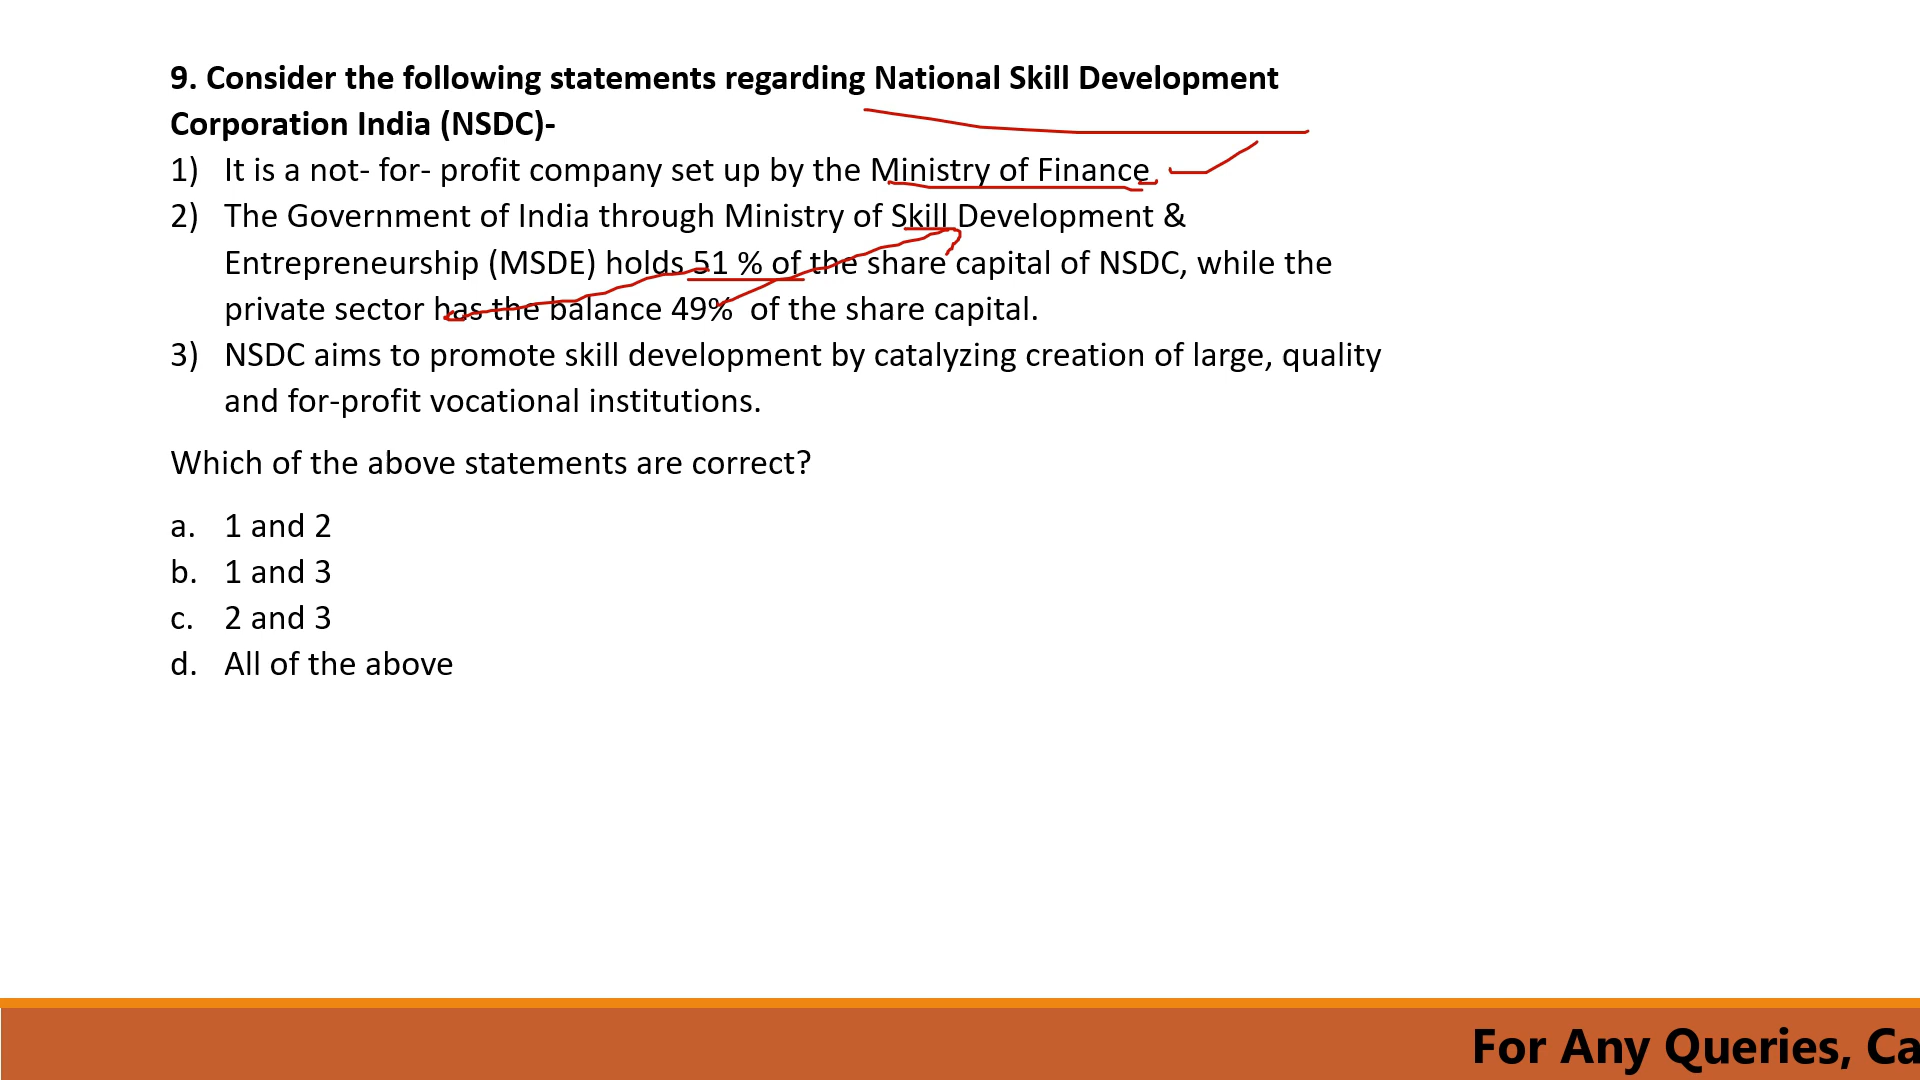 9. Consider the following statements regarding National Skill Development
Corporation India (NSDC)-
1) It is a not- for- profit company set up by the Ministry of Finance.
2) The Government of India through Ministry of Skill Development &
Entrepreneurship (MSDE) holds 51 % of the share capital of NSDC, while the
private sector has the balance 49% of the share capital.
3) NSDC aims to promote skill development by catalyzing creation of large, quality
and for-profit vocational institutions.
Which of the above statements are correct?
a. 1 and 2
b. 1 and 3
c. 2 and 3
d. All of the above
For Any Queries, Ca